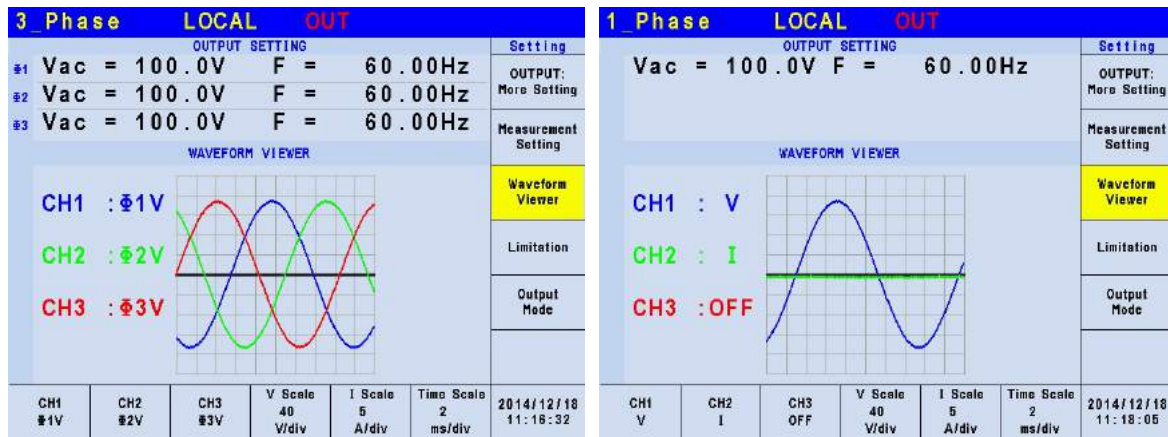 3_Phase LOCAL OUT
OUTPUT SETTING
Φ1 Vac = 100.0V F = 60.00Hz
Φ2 Vac = 100.0V F = 60.00Hz
Φ3 Vac = 100.0V F = 60.00Hz
WAVEFORM VIEWER
CH1 :Φ1V
CH2 :Φ2V
CH3 :Φ3V
Setting
OUTPUT:
More Setting
Measurement
Setting
Waveform
Viewer
Limitation
Output
Mode
CH1
Φ1V
CH2
Φ2V
CH3
Φ3V
V Scale
40
V/div
I Scale
5
A/div
Time Scale
2
ms/div
2014/12/18
11:16:32
1_Phase LOCAL OUT
OUTPUT SETTING
Vac = 100.0V F = 60.00Hz
WAVEFORM VIEWER
CH1 : V
CH2 : I
CH3 :OFF
Setting
OUTPUT:
More Setting
Measurement
Setting
Waveform
Viewer
Limitation
Output
Mode
CH1
V
CH2
I
CH3
OFF
V Scale
40
V/div
I Scale
5
A/div
Time Scale
2
ms/div
2014/12/18
11:18:05